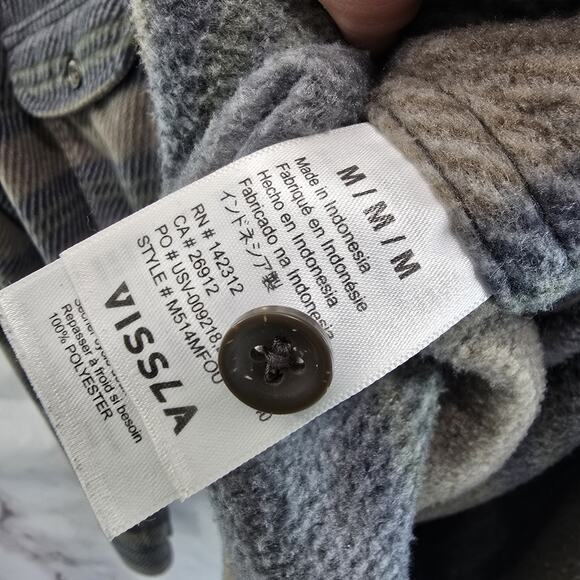 M / M / M
Made in Indonesia
Fabriqué en Indonésie
Hecho en Indonesia
Fabricado na Indonesia
インドネシア製
RN # 142312
CA # 26912
PO # USV-009218-
STYLE # M514MFOU
VISSLA
Repasser à froid si besoin
100% POLYESTER